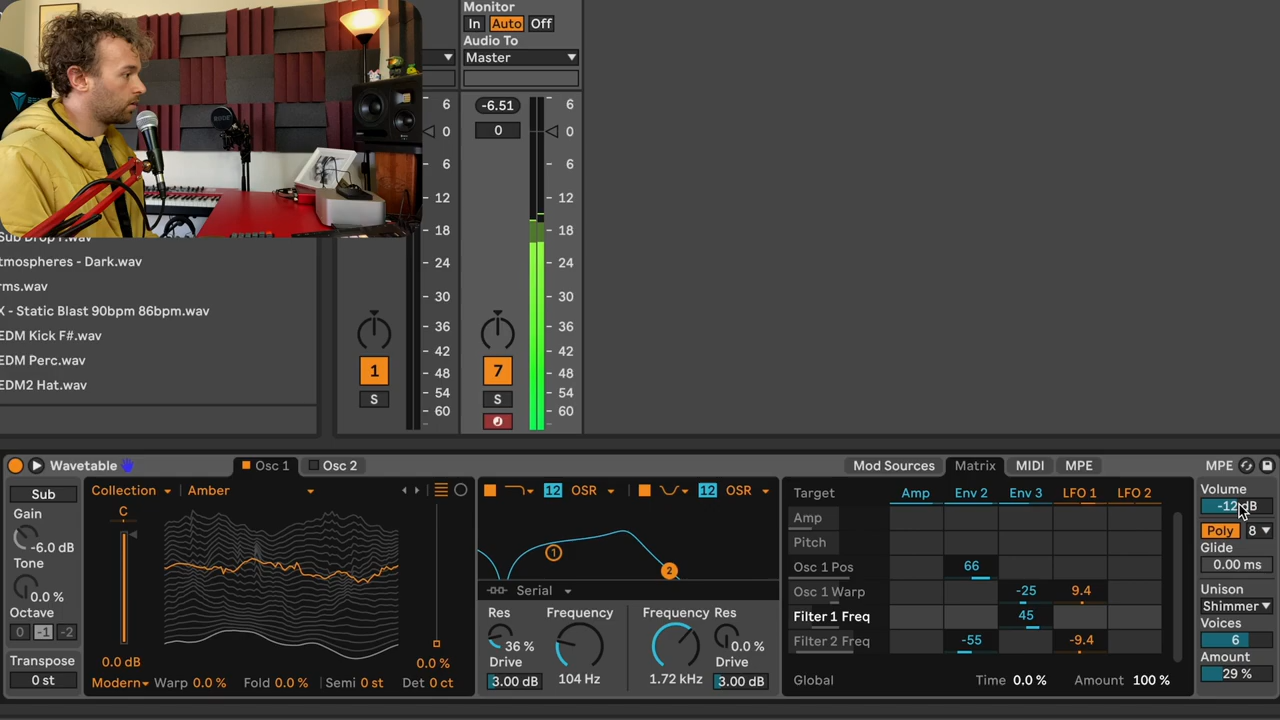 Monitor
In Auto Off
Audio To
Master
-6.51
0
6
0
6
12
18
24
30
36
42
48
54
60
6
0
6
12
18
24
30
36
42
48
54
60
Sub Drop F.wav
tmospheres - Dark.wav
rms.wav
X - Static Blast 90bpm 86bpm.wav
EDM Kick F#.wav
EDM Perc.wav
EDM2 Hat.wav
1
7
S
S
RODE
Wavetable
Osc 1
Osc 2
Mod Sources
Matrix
MIDI
MPE
MPE
Sub
Gain
-6.0 dB
Tone
0.0 %
Octave
0 -1 -2
Transpose
0 st
Collection
Amber
C
0.0 dB
0.0 %
Modern
Warp 0.0 %
Fold 0.0 %
Semi 0 st
Det 0 ct
12 OSR
12 OSR
1
2
Serial
Res
36 %
Drive
3.00 dB
Frequency
104 Hz
Frequency
1.72 kHz
Res
0.0 %
Drive
3.00 dB
Target Amp Env 2 Env 3 LFO 1 LFO 2
Amp
Pitch
Osc 1 Pos 66
Osc 1 Warp -25 9.4
Filter 1 Freq 45
Filter 2 Freq -55 -9.4
Global
Time 0.0 %
Amount 100 %
Volume
-12 dB
Poly 8
Glide
0.00 ms
Unison
Shimmer
Voices
6
Amount
29 %